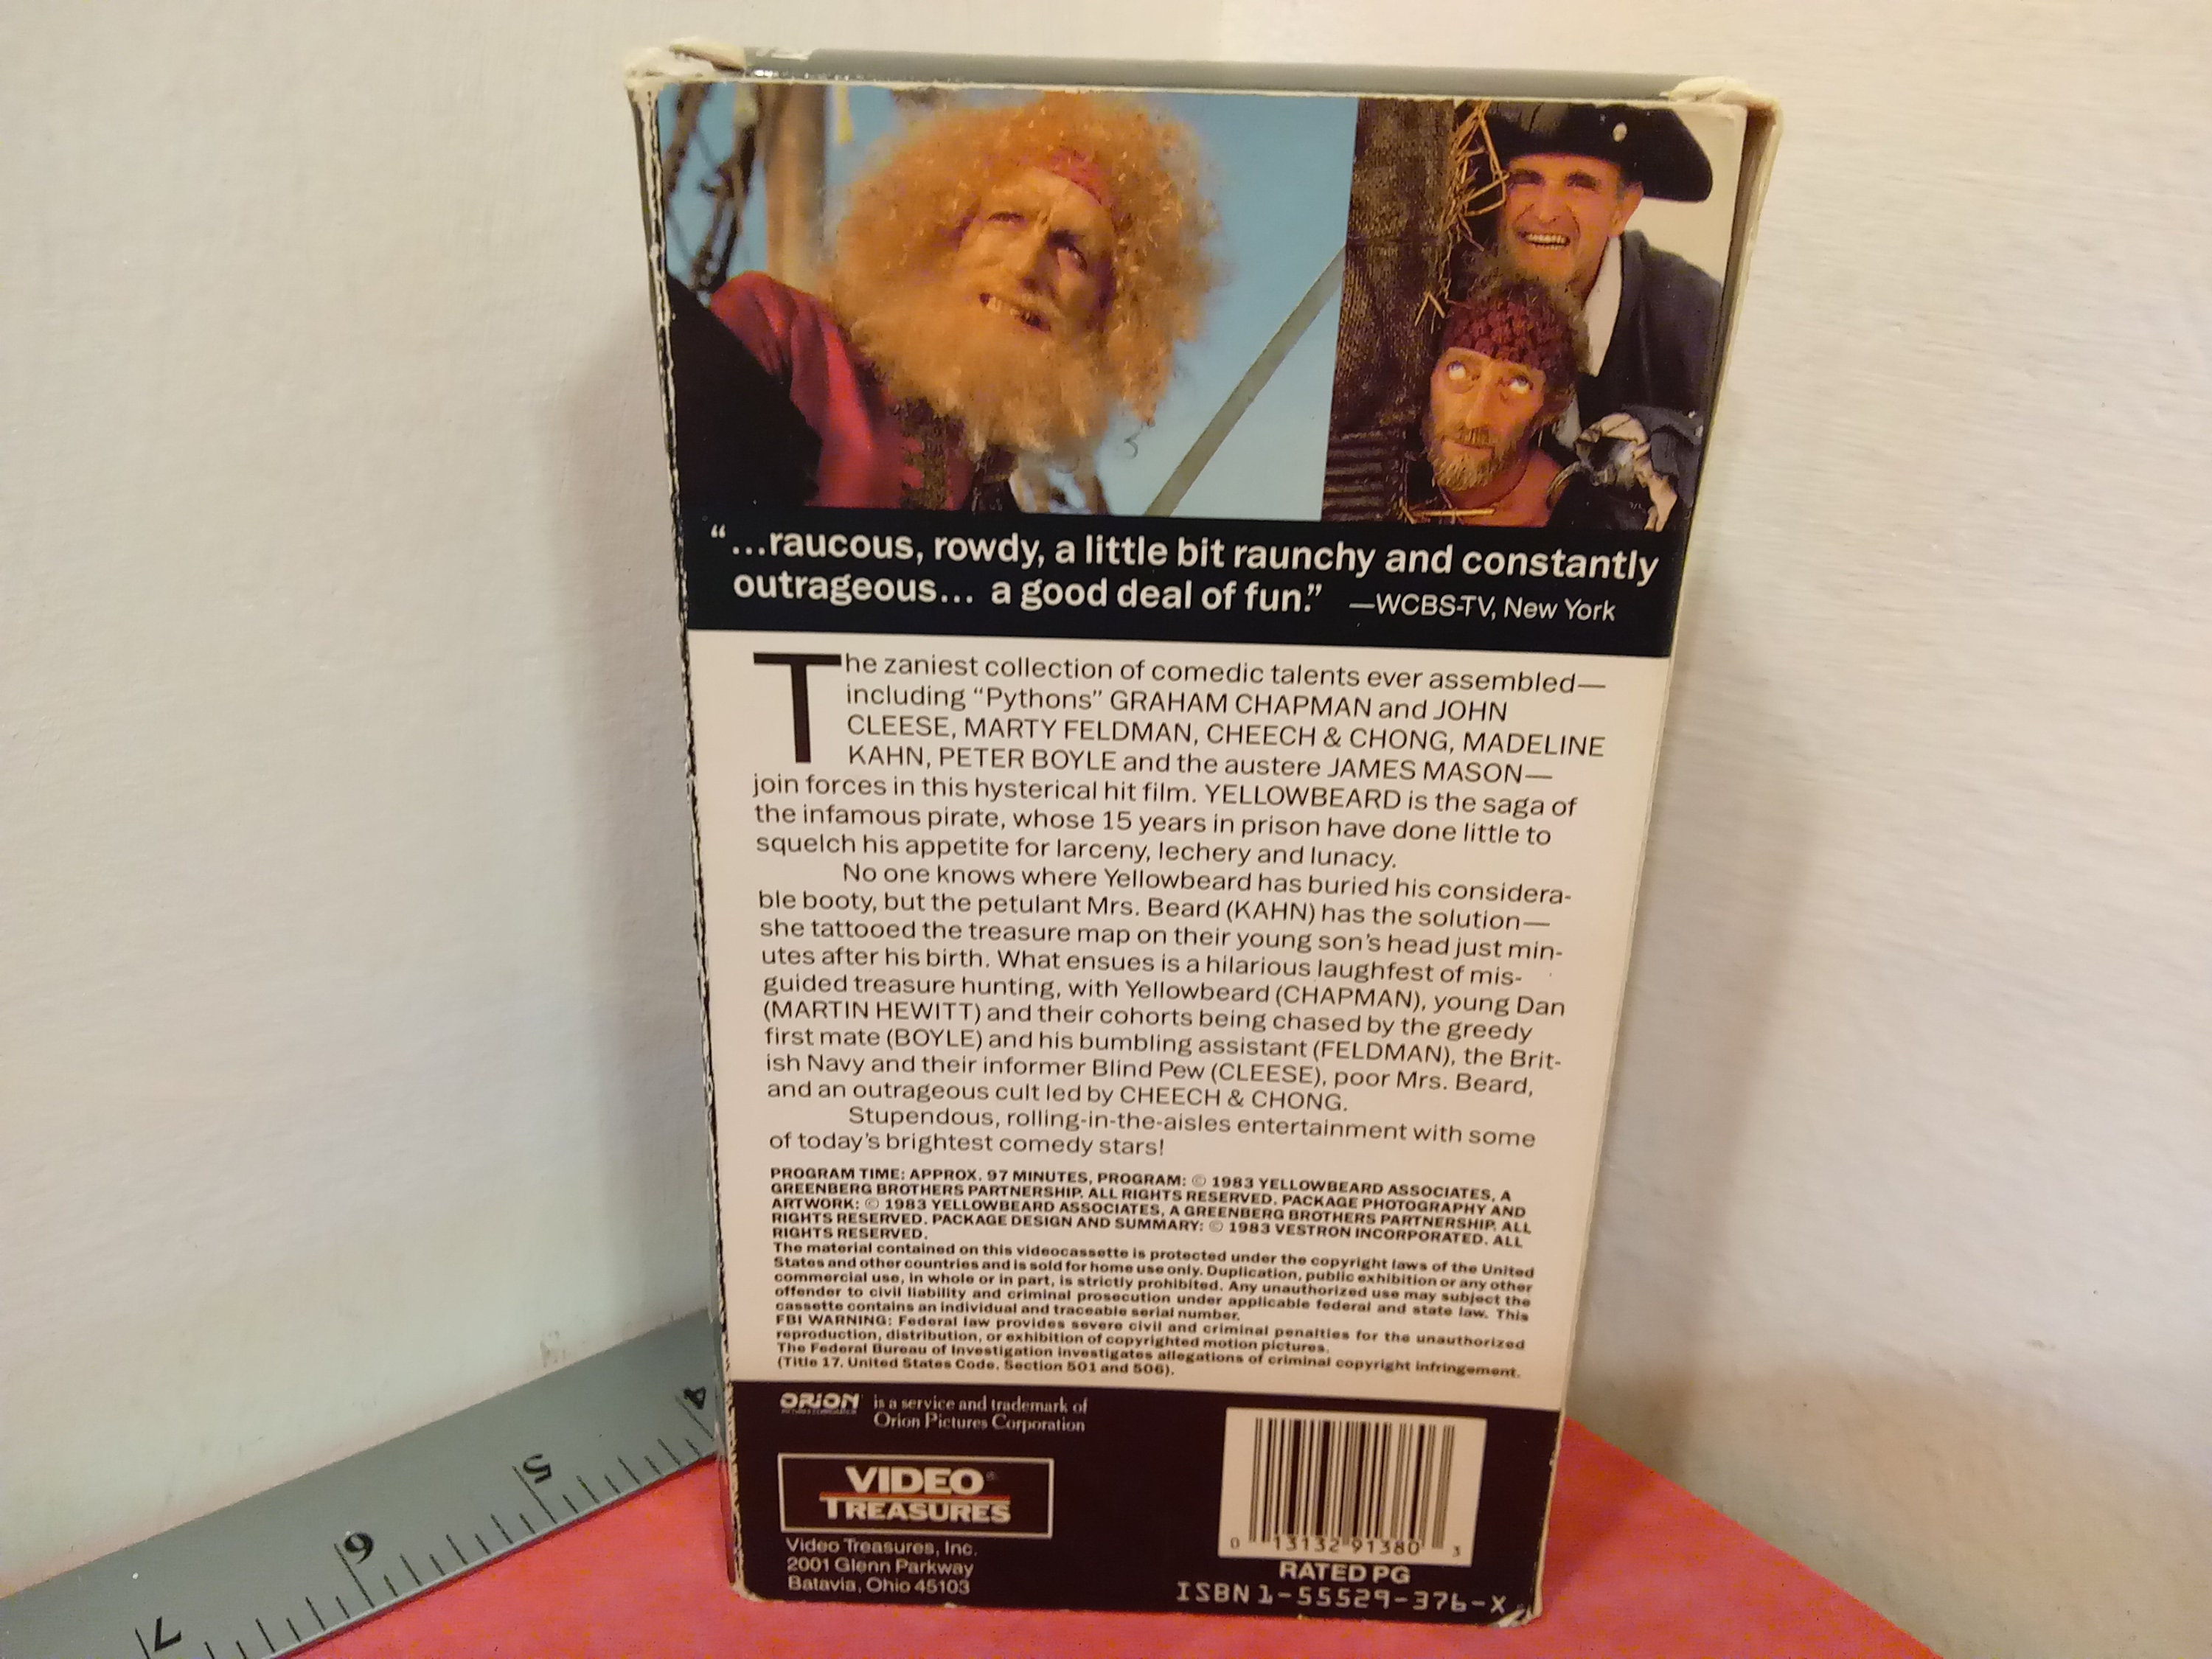 "...raucous, rowdy, a little bit raunchy and constantly
outrageous... a good deal of fun." —WCBS-TV, New York
The zaniest collection of comedic talents ever assembled—
including "Pythons" GRAHAM CHAPMAN and JOHN
CLEESE, MARTY FELDMAN, CHEECH & CHONG, MADELINE
KAHN, PETER BOYLE and the austere JAMES MASON—
join forces in this hysterical hit film. YELLOWBEARD is the saga of
the infamous pirate, whose 15 years in prison have done little to
squelch his appetite for larceny, lechery and lunacy.
No one knows where Yellowbeard has buried his considera-
ble booty, but the petulant Mrs. Beard (KAHN) has the solution—
she tattooed the treasure map on their young son's head just min-
utes after his birth. What ensues is a hilarious laughfest of mis-
guided treasure hunting, with Yellowbeard (CHAPMAN), young Dan
(MARTIN HEWITT) and their cohorts being chased by the greedy
first mate (BOYLE) and his bumbling assistant (FELDMAN), the Brit-
ish Navy and their informer Blind Pew (CLEESE), poor Mrs. Beard,
and an outrageous cult led by CHEECH & CHONG.
Stupendous, rolling-in-the-aisles entertainment with some
of today's brightest comedy stars!
PROGRAM TIME: APPROX. 97 MINUTES, PROGRAM: © 1983 YELLOWBEARD ASSOCIATES, A
GREENBERG BROTHERS PARTNERSHIP. ALL RIGHTS RESERVED. PACKAGE PHOTOGRAPHY AND
ARTWORK: © 1983 YELLOWBEARD ASSOCIATES, A GREENBERG BROTHERS PARTNERSHIP. ALL
RIGHTS RESERVED. PACKAGE DESIGN AND SUMMARY: © 1983 VESTRON INCORPORATED. ALL
RIGHTS RESERVED.
The material contained on this videocassette is protected under the copyright laws of the United
States and other countries and is sold for home use only. Duplication, public exhibition or any other
commercial use, in whole or in part, is strictly prohibited. Any unauthorized use may subject the
offender to civil liability and criminal prosecution under applicable federal and state law. This
cassette contains an individual and traceable serial number.
FBI WARNING: Federal law provides severe civil and criminal penalties for the unauthorized
reproduction, distribution, or exhibition of copyrighted motion pictures.
The Federal Bureau of Investigation investigates allegations of criminal copyright infringement.
(Title 17, United States Code, Section 501 and 506).
ORION is a service and trademark of
Orion Pictures Corporation
VIDEO®
TREASURES
Video Treasures, Inc.
2001 Glenn Parkway
Batavia, Ohio 45103
0 13132 91380 3
RATED PG
ISBN 1-55529-376-X
4
5
6
7